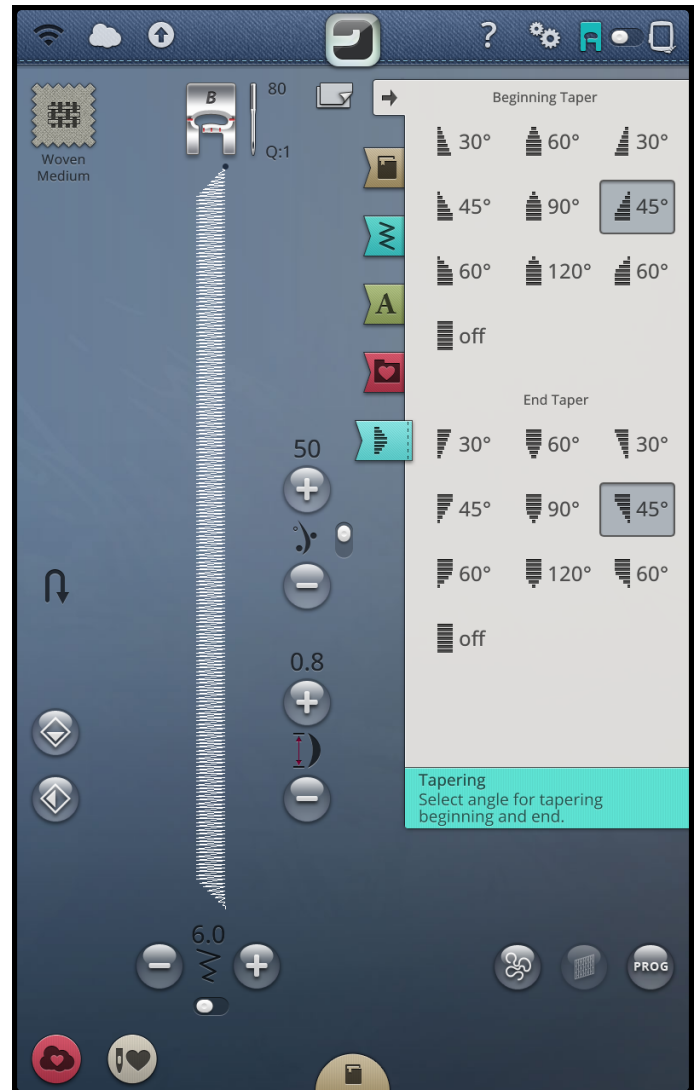 ?
Woven
Medium
B
80
Q:1
Beginning Taper
30° 60° 30°
45° 90° 45°
60° 120° 60°
off
A
End Taper
30° 60° 30°
45° 90° 45°
60° 120° 60°
off
50
0.8
Tapering
Select angle for tapering
beginning and end.
6.0
PROG